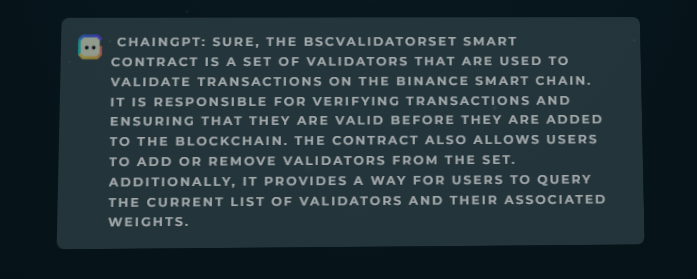 CHAINGPT: SURE, THE BSCVALIDATORSET SMART
CONTRACT IS A SET OF VALIDATORS THAT ARE USED TO
VALIDATE TRANSACTIONS ON THE BINANCE SMART CHAIN.
IT IS RESPONSIBLE FOR VERIFYING TRANSACTIONS AND
ENSURING THAT THEY ARE VALID BEFORE THEY ARE ADDED
TO THE BLOCKCHAIN. THE CONTRACT ALSO ALLOWS USERS
TO ADD OR REMOVE VALIDATORS FROM THE SET.
ADDITIONALLY, IT PROVIDES A WAY FOR USERS TO QUERY
THE CURRENT LIST OF VALIDATORS AND THEIR ASSOCIATED
WEIGHTS.